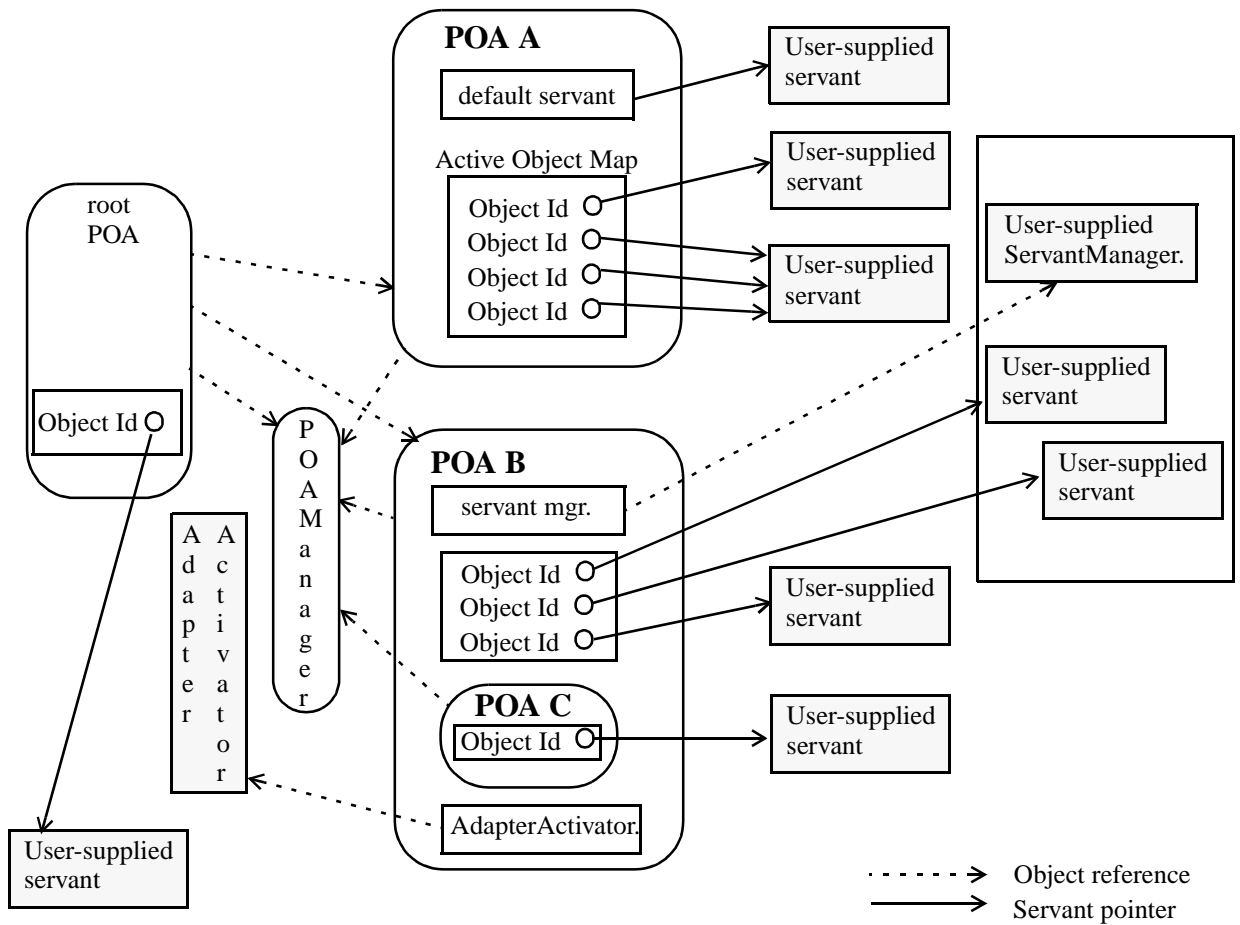 POA A
default servant
Active Object Map
Object Id
Object Id
Object Id
Object Id
User-supplied
servant
User-supplied
servant
User-supplied
servant
User-supplied
ServantManager.
User-supplied
servant
User-supplied
servant
root
POA
Object Id
POAManager
Adapter
Activator
POA B
servant mgr.
Object Id
Object Id
Object Id
User-supplied
servant
POA C
Object Id
User-supplied
servant
AdapterActivator.
User-supplied
servant
Object reference
Servant pointer